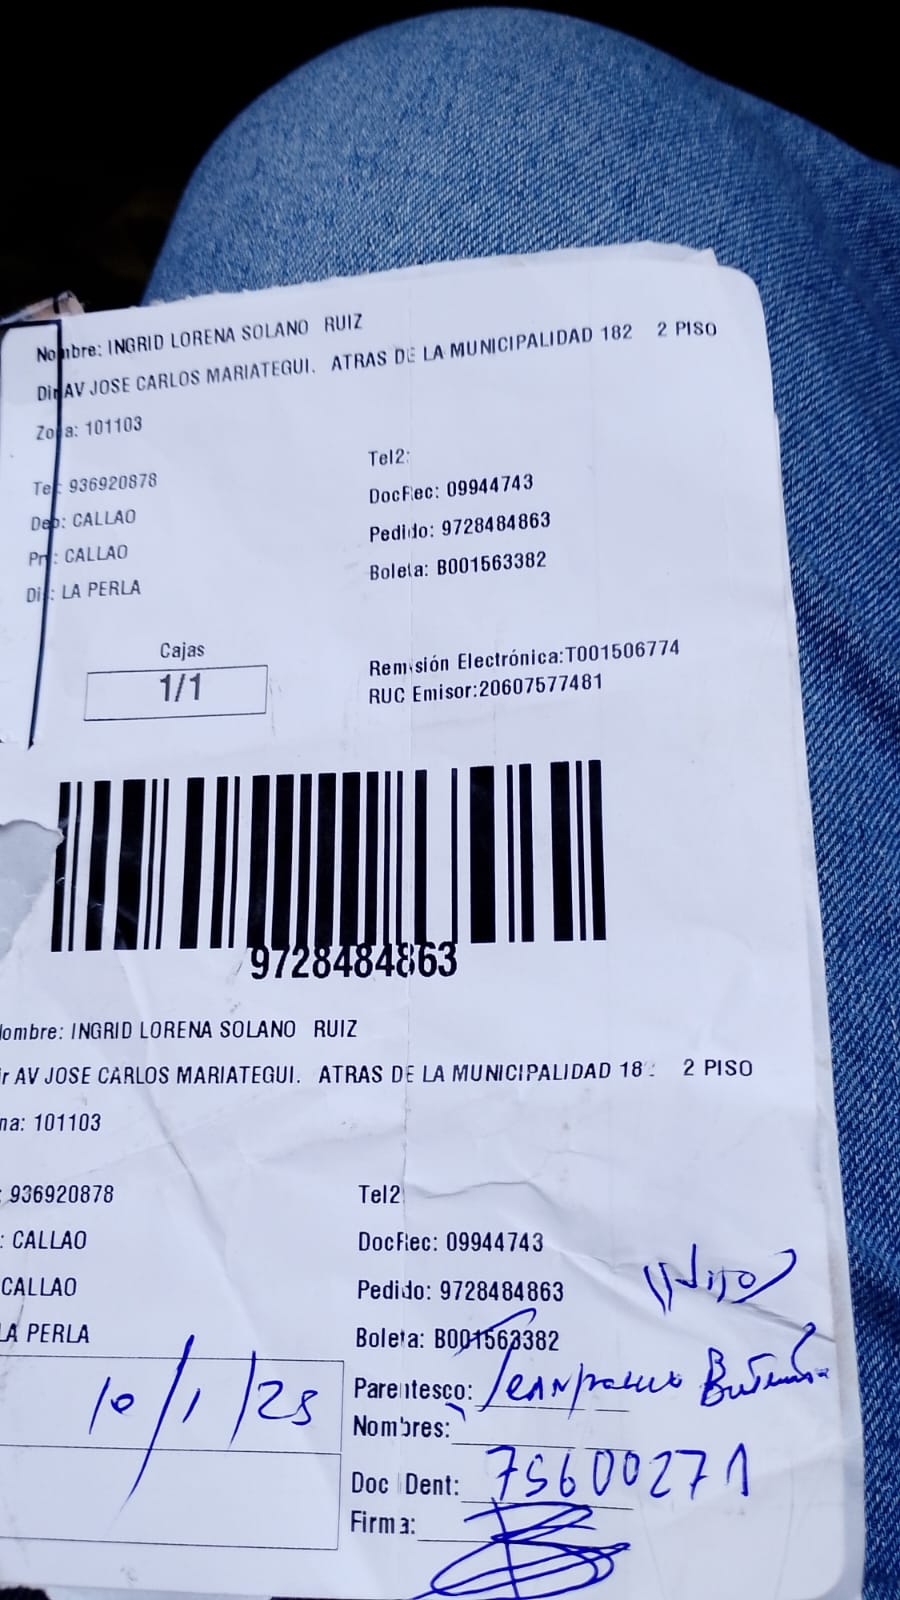 Nombre: INGRID LORENA SOLANO RUIZ
Dir AV JOSE CARLOS MARIATEGUI. ATRAS DE LA MUNICIPALIDAD 182 2 PISO
Zona: 101103
Tel: 936920878 Tel2:
Dep: CALLAO DocRec: 09944743
Pr: CALLAO Pedido: 9728484863
Di: LA PERLA Boleta: B001563382
Cajas
1/1
Remisión Electrónica:T001506774
RUC Emisor:20607577481
9728484863
ombre: INGRID LORENA SOLANO RUIZ
r AV JOSE CARLOS MARIATEGUI. ATRAS DE LA MUNICIPALIDAD 18 2 PISO
na: 101103
: 936920878 Tel2
: CALLAO DocRec: 09944743
CALLAO Pedido: 9728484863
LA PERLA Boleta: B001563382
10/1/25
Parentesco:
Nombres:
Doc Dent: 75600271
Firma: